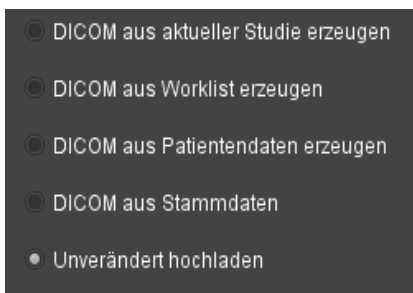 DICOM aus aktueller Studie erzeugen
DICOM aus Worklist erzeugen
DICOM aus Patientendaten erzeugen
DICOM aus Stammdaten
Unverändert hochladen